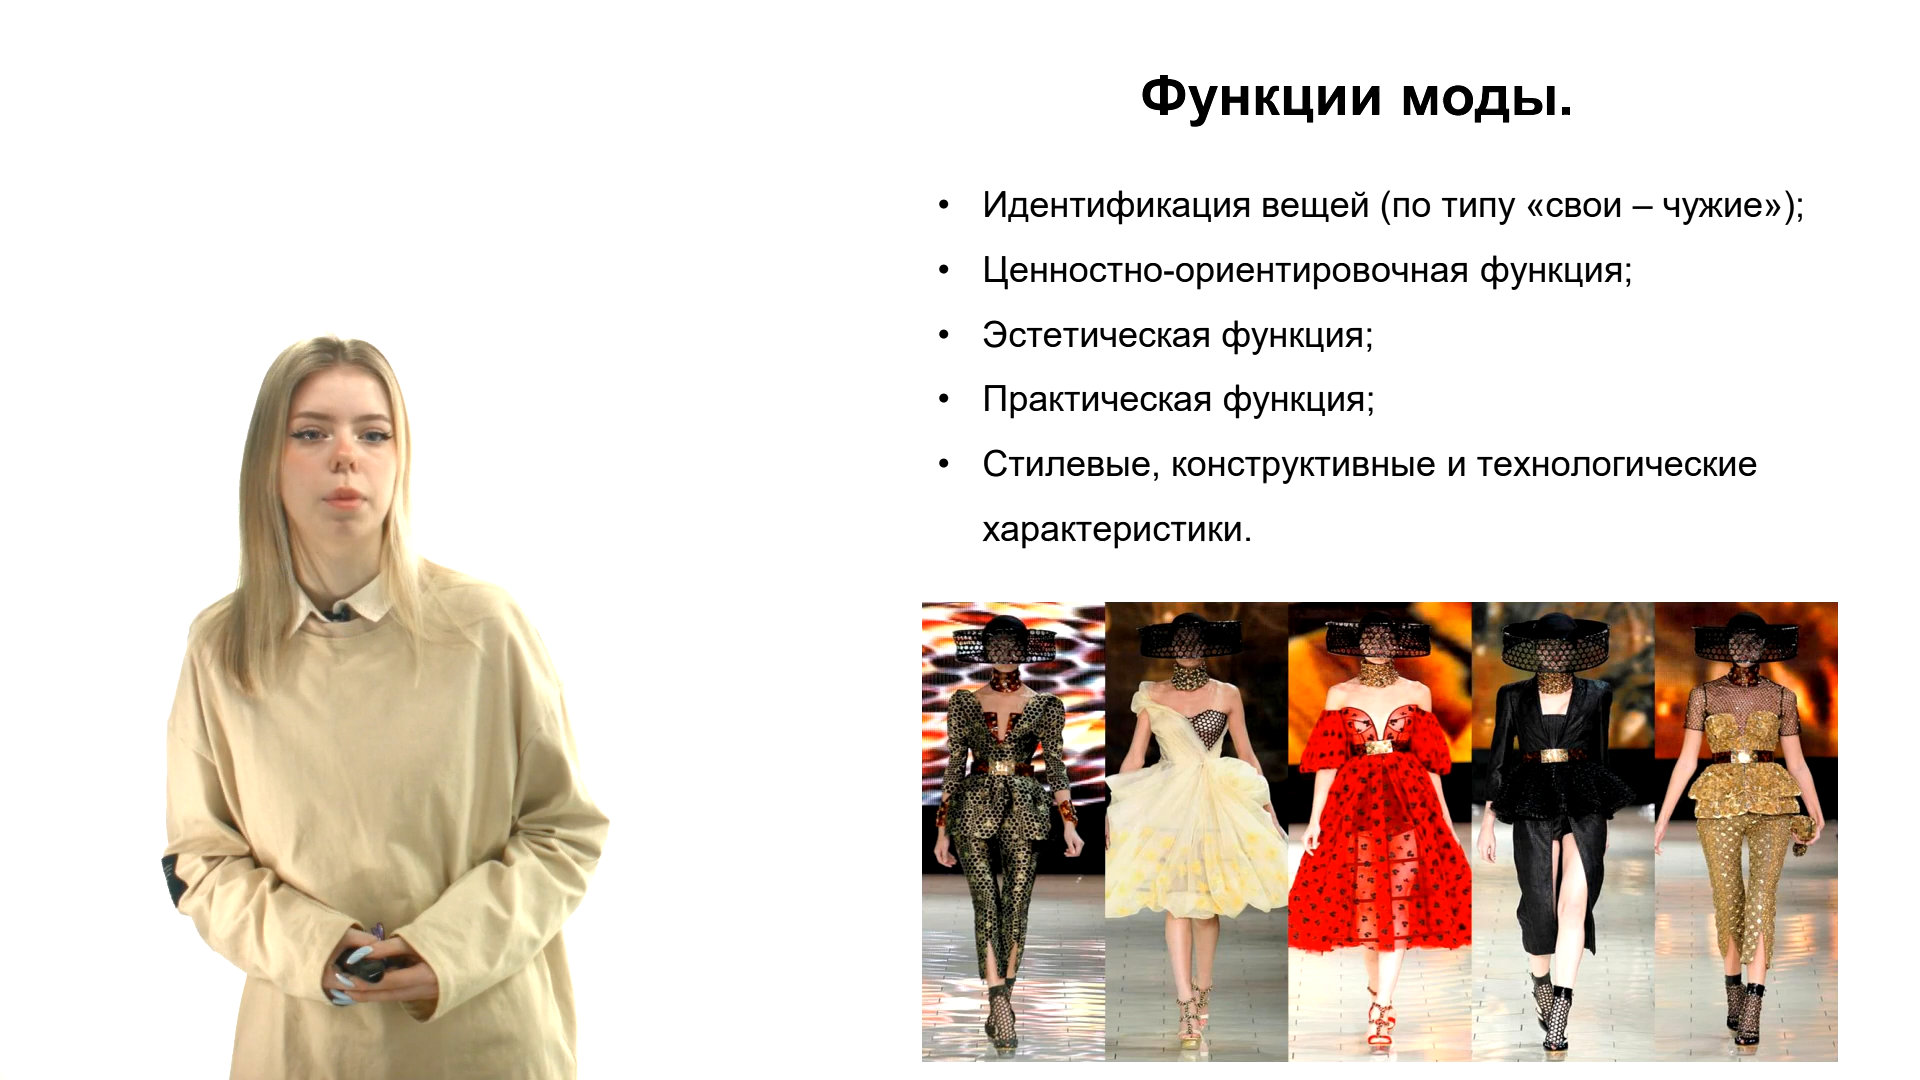 Функции моды.
• Идентификация вещей (по типу «свои – чужие»);
• Ценностно-ориентировочная функция;
• Эстетическая функция;
• Практическая функция;
• Стилевые, конструктивные и технологические
характеристики.